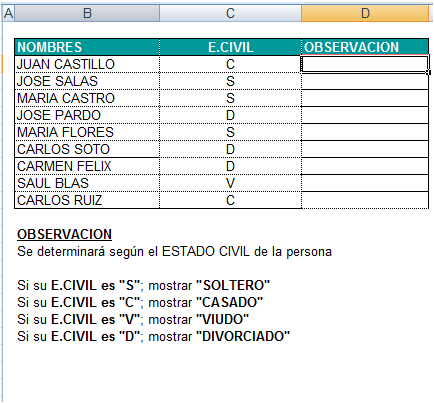 A B C D
NOMBRES E.CIVIL OBSERVACION
JUAN CASTILLO C
JOSE SALAS S
MARIA CASTRO S
JOSE PARDO D
MARIA FLORES S
CARLOS SOTO D
CARMEN FELIX D
SAUL BLAS V
CARLOS RUIZ C
OBSERVACION
Se determinará según el ESTADO CIVIL de la persona
Si su E.CIVIL es "S"; mostrar "SOLTERO"
Si su E.CIVIL es "C"; mostrar "CASADO"
Si su E.CIVIL es "V"; mostrar "VIUDO"
Si su E.CIVIL es "D"; mostrar "DIVORCIADO"